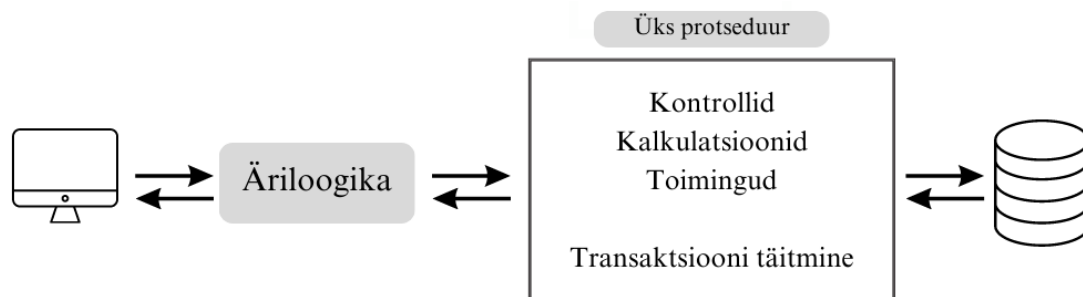 Üks protseduur
Äriloogika
Kontrollid
Kalkulatsioonid
Toimingud
Transaktsiooni täitmine